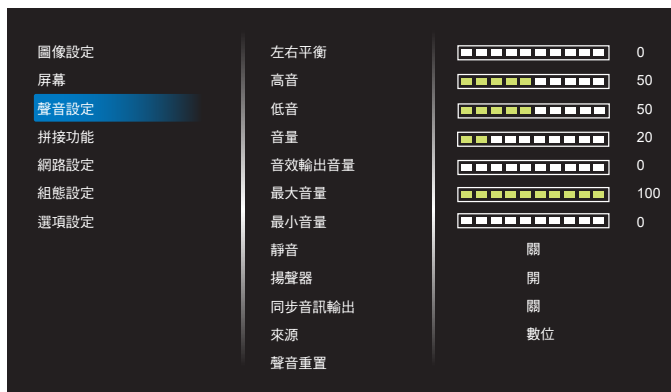 圖像設定
屏幕
聲音設定
拼接功能
網路設定
組態設定
選項設定
左右平衡 0
高音 50
低音 50
音量 20
音效輸出音量 0
最大音量 100
最小音量 0
靜音 關
揚聲器 開
同步音訊輸出 關
來源 數位
聲音重置